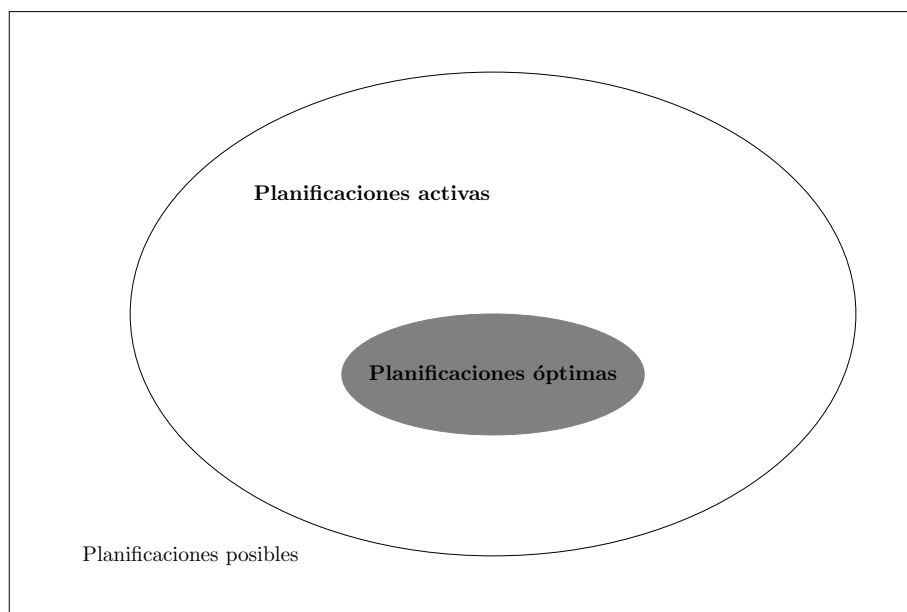 Planificaciones activas
Planificaciones óptimas
Planificaciones posibles